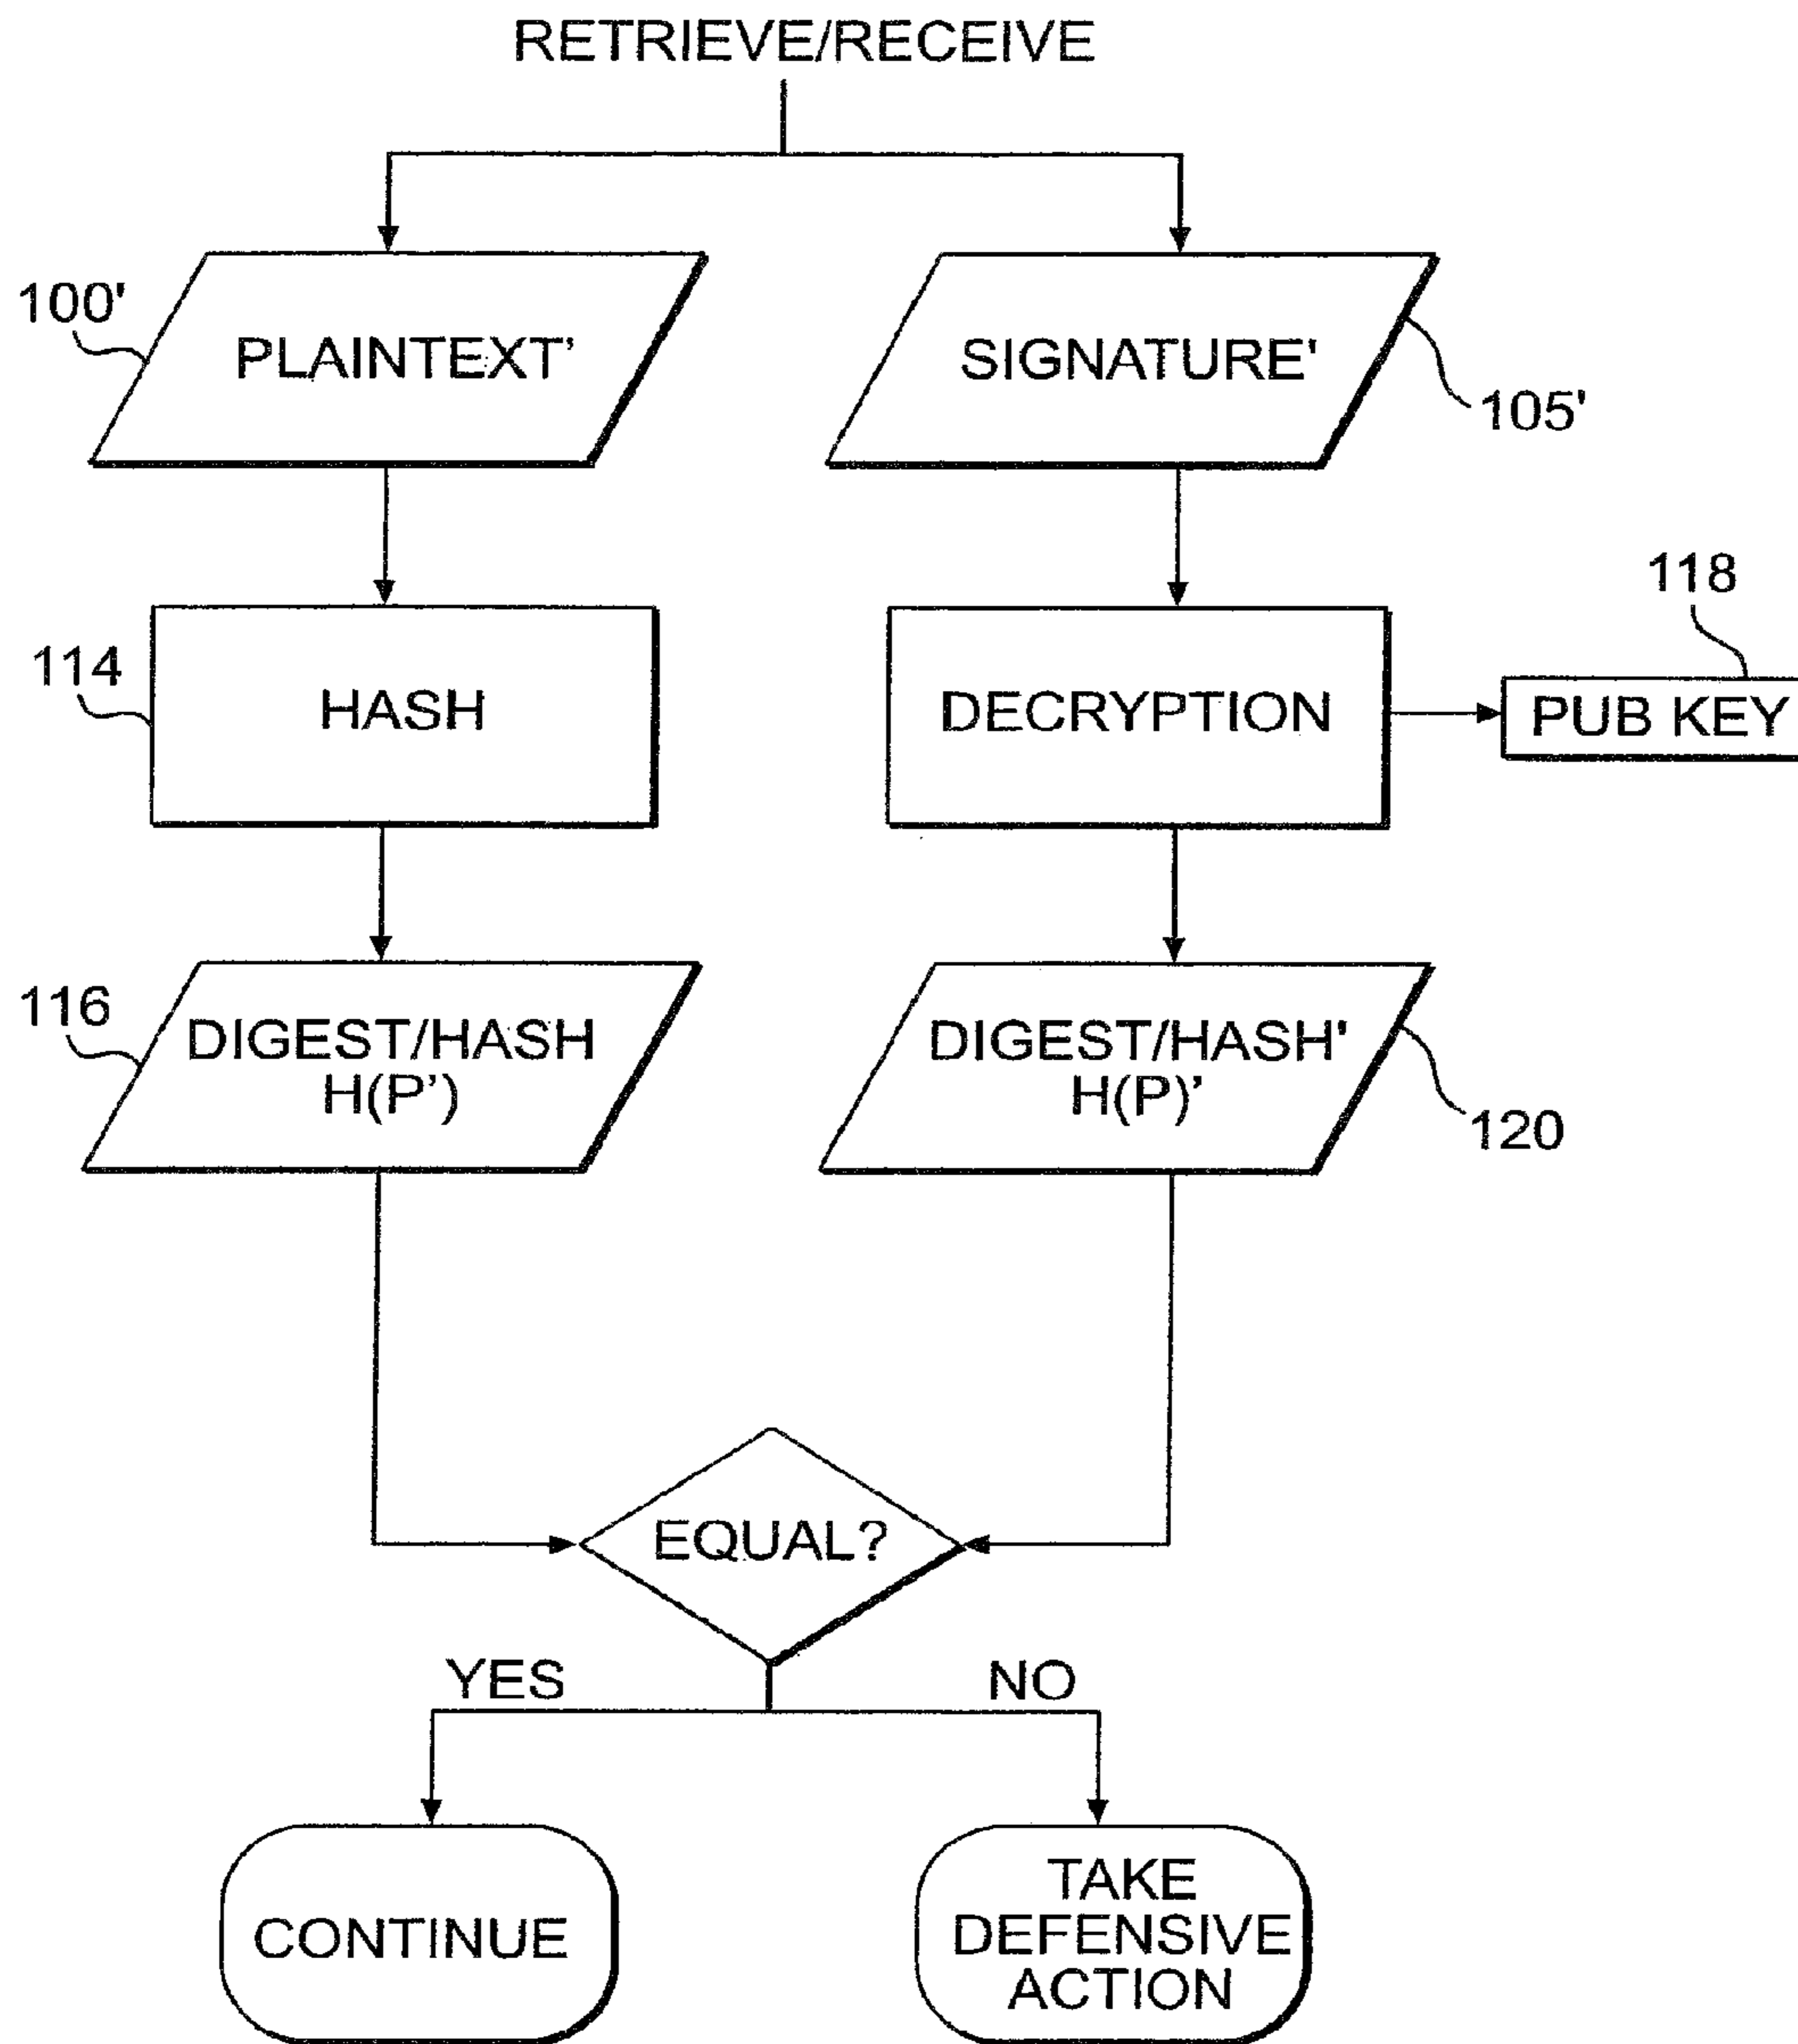 RETRIEVE/RECEIVE
100'
PLAINTEXT’
SIGNATURE'
105'
114
HASH
DECRYPTION
118
PUB KEY
116
DIGEST/HASH
H(P’)
DIGEST/HASH'
H(P)’
120
EQUAL?
YES
NO
CONTINUE
TAKE
DEFENSIVE
ACTION